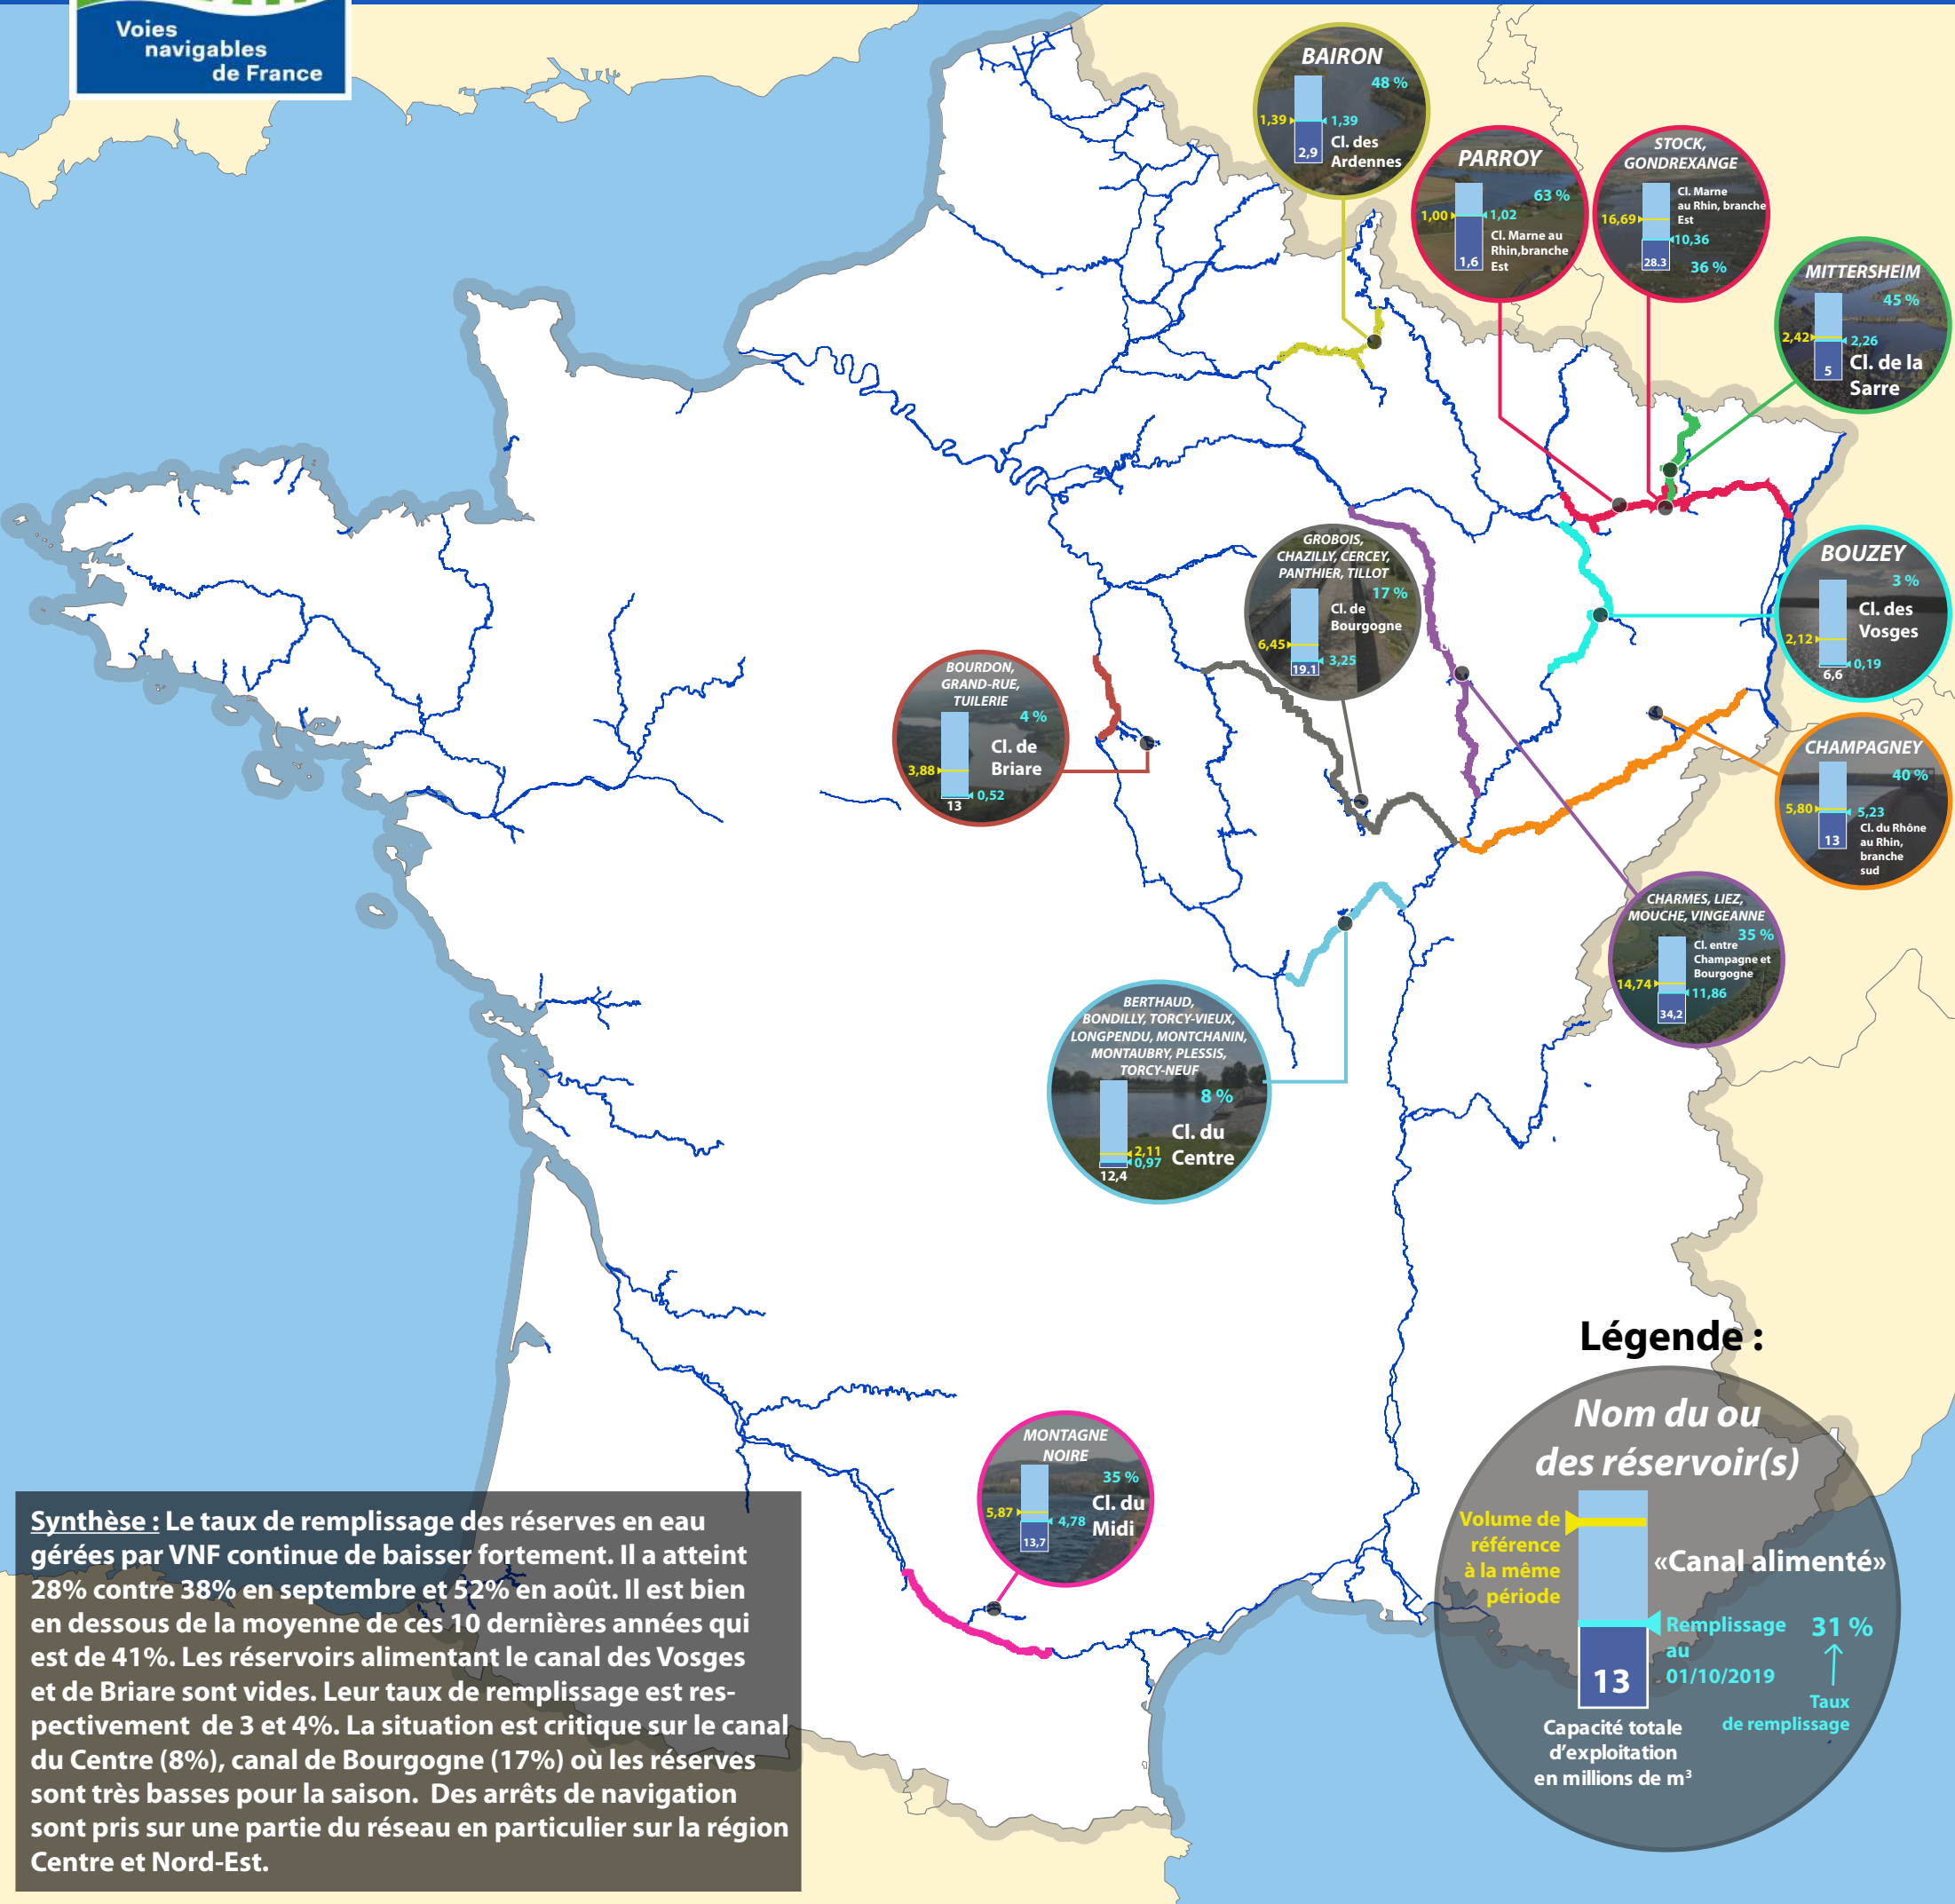 Voies
navigables
de France
BAIRON
48 %
1,39
1,39
2,9
Cl. des
Ardennes
PARROY
63 %
1,00
1,02
1,6
Cl. Marne au
Rhin,branche
Est
STOCK,
GONDREXANGE
Cl. Marne
au Rhin, branche
Est
16,69
10,36
28.3
36 %
MITTERSHEIM
45 %
2,42
2,26
5
Cl. de la
Sarre
GROBOIS,
CHAZILLY, CERCEY,
PANTHIER, TILLOT
17 %
Cl. de
Bourgogne
6,45
3,25
19.1
BOUZEY
3 %
Cl. des
Vosges
2,12
0,19
6,6
BOURDON,
GRAND-RUE,
TUILERIE
4 %
Cl. de
Briare
3,88
0,52
13
CHAMPAGNEY
40 %
5,80
5,23
13
Cl. du Rhône
au Rhin,
branche
sud
CHARMES, LIEZ,
MOUCHE, VINGEANNE
35 %
Cl. entre
Champagne et
Bourgogne
14,74
11,86
34,2
BERTHAUD,
BONDILLY, TORCY-VIEUX,
LONGPENDU, MONTCHANIN,
MONTAUBRY, PLESSIS,
TORCY-NEUF
8 %
Cl. du
Centre
2,11
0,97
12,4
MONTAGNE
NOIRE
35 %
Cl. du
Midi
5,87
4,78
13,7
Légende :
Nom du ou
des réservoir(s)
Volume de
référence
à la même
période
«Canal alimenté»
Remplissage
au
01/10/2019
31 %
Taux
de remplissage
13
Capacité totale
d'exploitation
en millions de m³
Synthèse : Le taux de remplissage des réserves en eau
gérées par VNF continue de baisser fortement. Il a atteint
28% contre 38% en septembre et 52% en août. Il est bien
en dessous de la moyenne de ces 10 dernières années qui
est de 41%. Les réservoirs alimentant le canal des Vosges
et de Briare sont vides. Leur taux de remplissage est res-
pectivement de 3 et 4%. La situation est critique sur le canal
du Centre (8%), canal de Bourgogne (17%) où les réserves
sont très basses pour la saison. Des arrêts de navigation
sont pris sur une partie du réseau en particulier sur la région
Centre et Nord-Est.